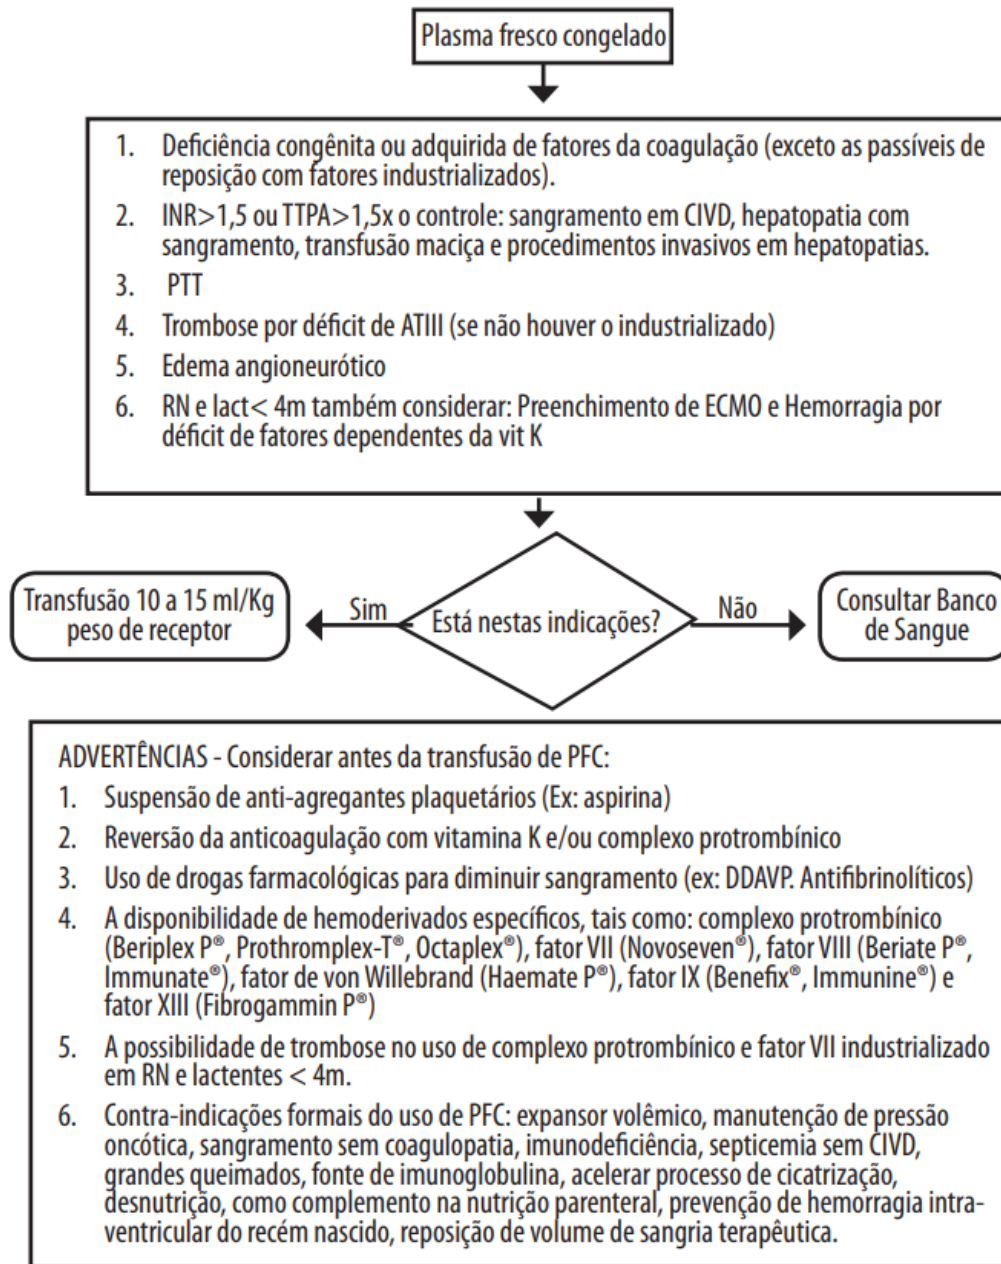 Plasma fresco congelado
1. Deficiência congênita ou adquirida de fatores da coagulação (exceto as passíveis de
reposição com fatores industrializados).
2. INR>1,5 ou TTPA>1,5x o controle: sangramento em CIVD, hepatopatia com
sangramento, transfusão maciça e procedimentos invasivos em hepatopatias.
3. PTT
4. Trombose por déficit de ATIII (se não houver o industrializado)
5. Edema angioneurótico
6. RN e lact< 4m também considerar: Preenchimento de ECMO e Hemorragia por
déficit de fatores dependentes da vit K
Transfusão 10 a 15 ml/Kg
peso de receptor
Sim
Está nestas indicações?
Não
Consultar Banco
de Sangue
ADVERTÊNCIAS - Considerar antes da transfusão de PFC:
1. Suspensão de anti-agregantes plaquetários (Ex: aspirina)
2. Reversão da anticoagulação com vitamina K e/ou complexo protrombínico
3. Uso de drogas farmacológicas para diminuir sangramento (ex: DDAVP. Antifibrinolíticos)
4. A disponibilidade de hemoderivados específicos, tais como: complexo protrombínico
(Beriplex P®, Prothromplex-T®, Octaplex®), fator VII (Novoseven®), fator VIII (Beriate P®,
Immunate®), fator de von Willebrand (Haemate P®), fator IX (Benefix®, Immunine®) e
fator XIII (Fibrogammin P®)
5. A possibilidade de trombose no uso de complexo protrombínico e fator VII industrializado
em RN e lactentes < 4m.
6. Contra-indicações formais do uso de PFC: expansor volêmico, manutenção de pressão
oncótica, sangramento sem coagulopatia, imunodeficiência, septicemia sem CIVD,
grandes queimados, fonte de imunoglobulina, acelerar processo de cicatrização,
desnutrição, como complemento na nutrição parenteral, prevenção de hemorragia intra-
ventricular do recém nascido, reposição de volume de sangria terapêutica.